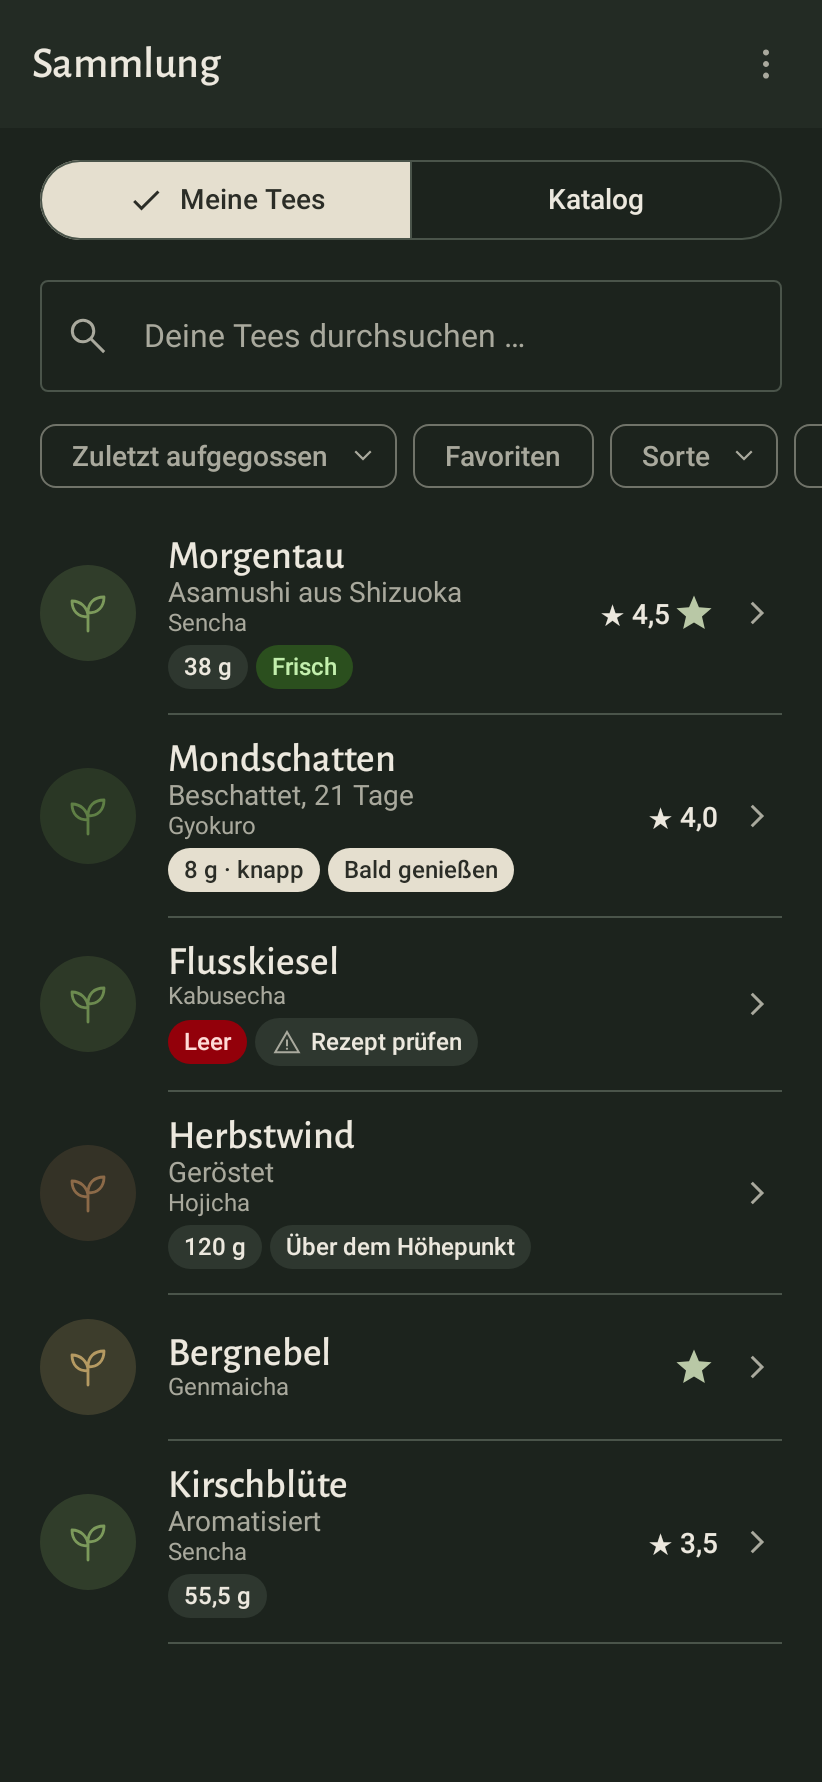 Sammlung
Meine Tees Katalog
Deine Tees durchsuchen …
Zuletzt aufgegossen Favoriten Sorte
Morgentau
Asamushi aus Shizuoka
Sencha
★ 4,5 ★
38 g Frisch
Mondschatten
Beschattet, 21 Tage
Gyokuro
★ 4,0
8 g · knapp Bald genießen
Flusskiesel
Kabusecha
Leer Rezept prüfen
Herbstwind
Geröstet
Hojicha
120 g Über dem Höhepunkt
Bergnebel
Genmaicha
★
Kirschblüte
Aromatisiert
Sencha
★ 3,5
55,5 g